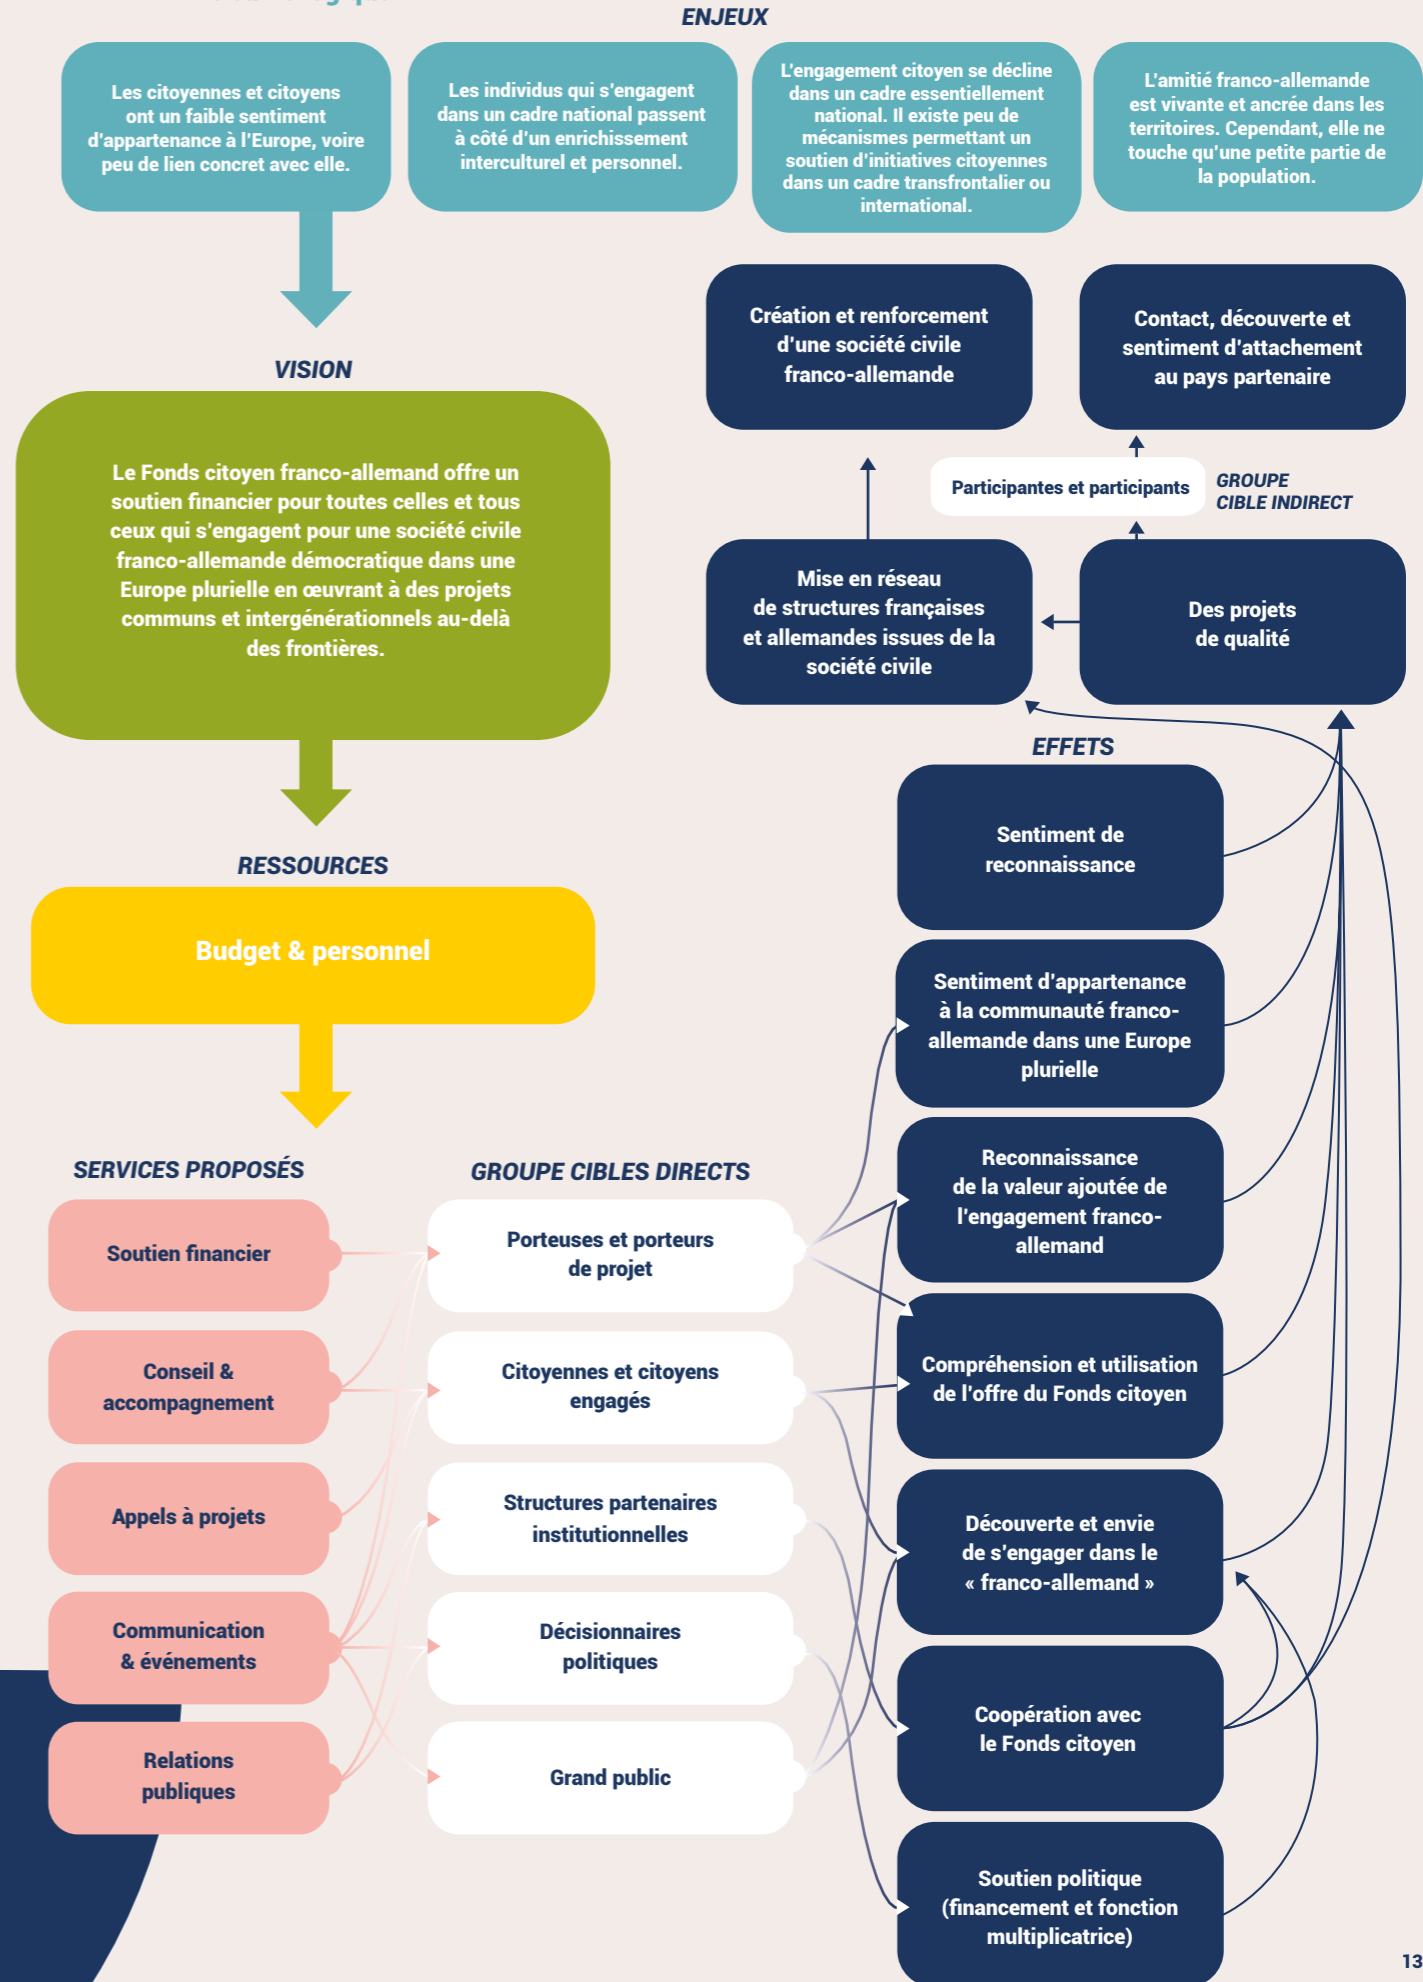 ENJEUX
Les citoyennes et citoyens
ont un faible sentiment
d'appartenance à l'Europe, voire
peu de lien concret avec elle.
Les individus qui s'engagent
dans un cadre national passent
à côté d'un enrichissement
interculturel et personnel.
L'engagement citoyen se décline
dans un cadre essentiellement
national. Il existe peu de
mécanismes permettant un
soutien d'initiatives citoyennes
dans un cadre transfrontalier ou
international.
L'amitié franco-allemande
est vivante et ancrée dans les
territoires. Cependant, elle ne
touche qu'une petite partie de
la population.
VISION
Le Fonds citoyen franco-allemand offre un
soutien financier pour toutes celles et tous
ceux qui s'engagent pour une société civile
franco-allemande démocratique dans une
Europe plurielle en œuvrant à des projets
communs et intergénérationnels au-delà
des frontières.
RESSOURCES
Budget & personnel
SERVICES PROPOSÉS
Soutien financier
Conseil &
accompagnement
Appels à projets
Communication
& événements
Relations
publiques
GROUPE CIBLES DIRECTS
Porteuses et porteurs
de projet
Citoyennes et citoyens
engagés
Structures partenaires
institutionnelles
Décisionnaires
politiques
Grand public
Création et renforcement
d'une société civile
franco-allemande
Contact, découverte et
sentiment d'attachement
au pays partenaire
Participantes et participants
GROUPE
CIBLE INDIRECT
Mise en réseau
de structures françaises
et allemandes issues de la
société civile
Des projets
de qualité
EFFETS
Sentiment de
reconnaissance
Sentiment d'appartenance
à la communauté franco-
allemande dans une Europe
plurielle
Reconnaissance
de la valeur ajoutée de
l'engagement franco-
allemand
Compréhension et utilisation
de l'offre du Fonds citoyen
Découverte et envie
de s'engager dans le
« franco-allemand »
Coopération avec
le Fonds citoyen
Soutien politique
(financement et fonction
multiplicatrice)
13